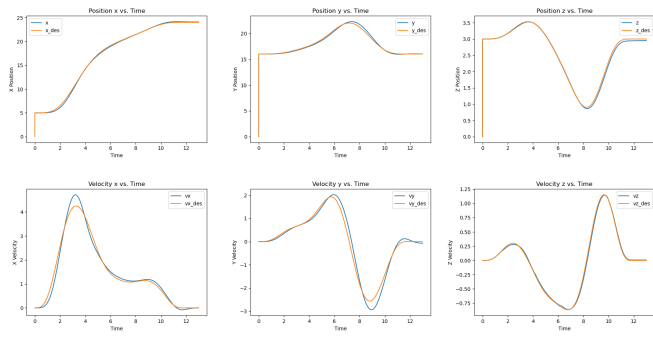 Position x vs. Time
25
20
15
10
5
0
X Position
0 2 4 6 8 10 12
Time
x
x_des
Position y vs. Time
20
15
10
5
0
Y Position
0 2 4 6 8 10 12
Time
y
y_des
Position z vs. Time
3.5
3.0
2.5
2.0
1.5
1.0
0.5
0.0
Z Position
0 2 4 6 8 10 12
Time
z
z_des
Velocity x vs. Time
4
3
2
1
0
X Velocity
0 2 4 6 8 10 12
Time
vx
vx_des
Velocity y vs. Time
2
1
0
−1
−2
−3
Y Velocity
0 2 4 6 8 10 12
Time
vy
vy_des
Velocity z vs. Time
1.25
1.00
0.75
0.50
0.25
0.00
−0.25
−0.50
−0.75
Z Velocity
0 2 4 6 8 10 12
Time
vz
vz_des